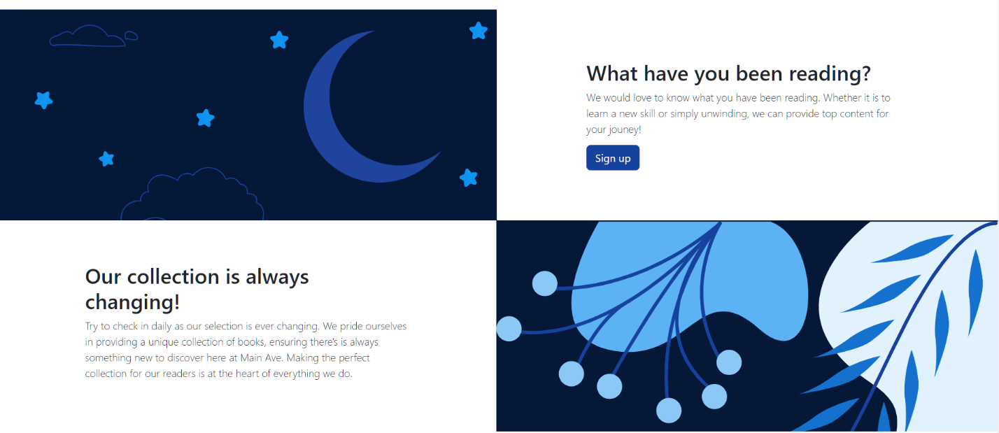 What have you been reading?
We would love to know what you have been reading. Whether it is to
learn a new skill or simply unwinding, we can provide top content for
your jouney!
Sign up
Our collection is always
changing!
Try to check in daily as our selection is ever changing. We pride ourselves
in providing a unique collection of books, ensuring there's is always
something new to discover here at Main Ave. Making the perfect
collection for our readers is at the heart of everything we do.